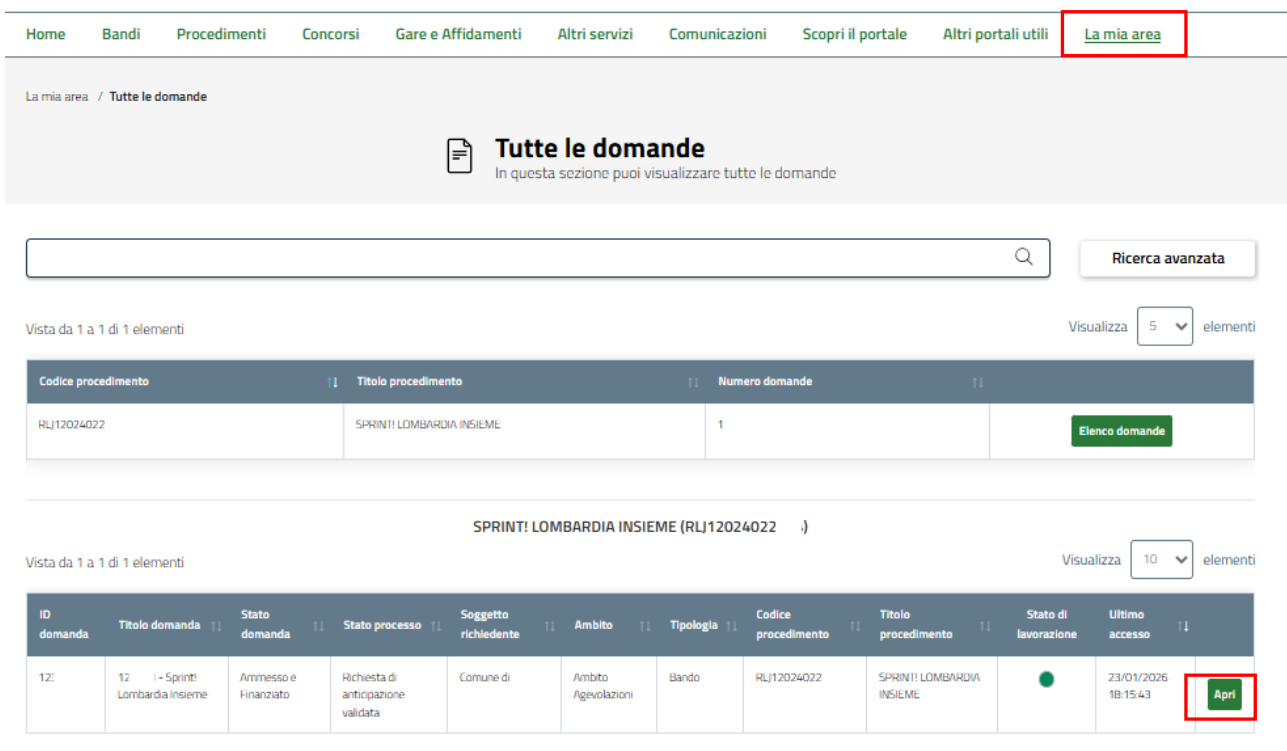 Home Bandi Procedimenti Concorsi Gare e Affidamenti Altri servizi Comunicazioni Scopri il portale Altri portali utili La mia area
La mia area / Tutte le domande
Tutte le domande
In questa sezione puoi visualizzare tutte le domande
Ricerca avanzata
Vista da 1 a 1 di 1 elementi
Visualizza 5 elementi
Codice procedimento Titolo procedimento Numero domande
RLJ12024022 SPRINT! LOMBARDIA INSIEME 1 Elenco domande
SPRINT! LOMBARDIA INSIEME (RLJ12024022 )
Vista da 1 a 1 di 1 elementi
Visualizza 10 elementi
ID domanda Titolo domanda Stato domanda Stato processo Soggetto richiedente Ambito Tipologia Codice procedimento Titolo procedimento Stato di lavorazione Ultimo accesso
12 - Sprint! Lombardia Insieme Ammesso e Finanziato Richiesta di anticipazione validata Comune di Ambito Agevolazioni Bando RLJ12024022 SPRINT! LOMBARDIA INSIEME 23/01/2026 18:15:43 Apri